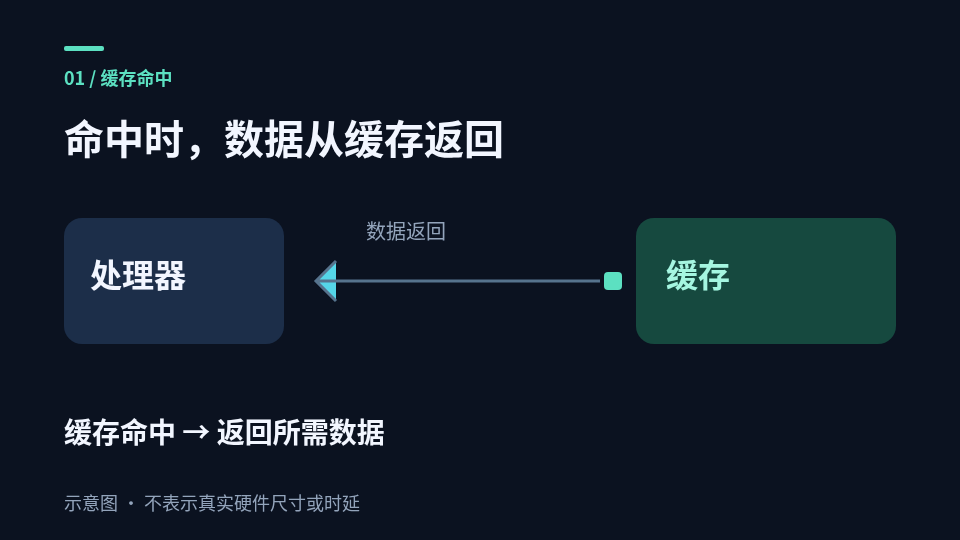 01 / 缓存命中
命中时，数据从缓存返回
数据返回
处理器
缓存
缓存命中 → 返回所需数据
示意图 · 不表示真实硬件尺寸或时延